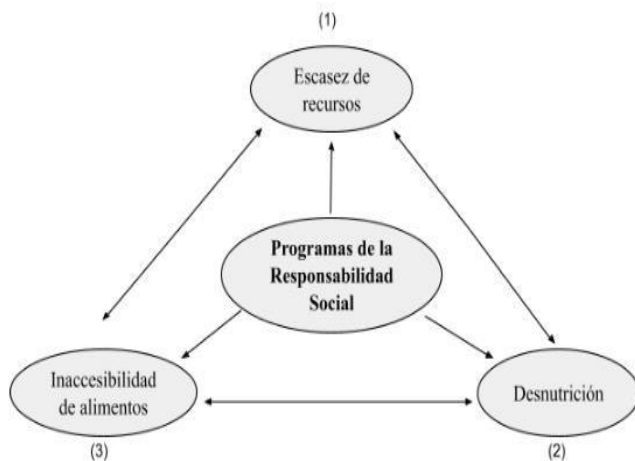 (1)
Escasez de
recursos
Programas de la
Responsabilidad
Social
Inaccesibilidad
de alimentos
(3)
Desnutrición
(2)